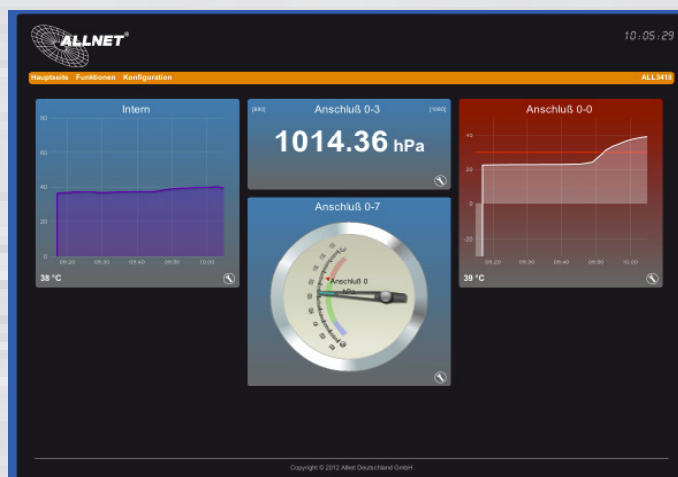 ALLNET®
10:05:29
Hauptseite Funktionen Konfiguration
ALL3418
Intern
80
60
40
20
0
09:20 09:30 09:40 09:50 10:00
38 °C
Anschluß 0-3
1014.36 hPa
Anschluß 0-7
Anschluß 0
hPa
Anschluß 0-0
40
20
0
-20
09:20 09:30 09:40 09:50 10:00
39 °C
Copyright © 2012 Allnet Deutschland GmbH